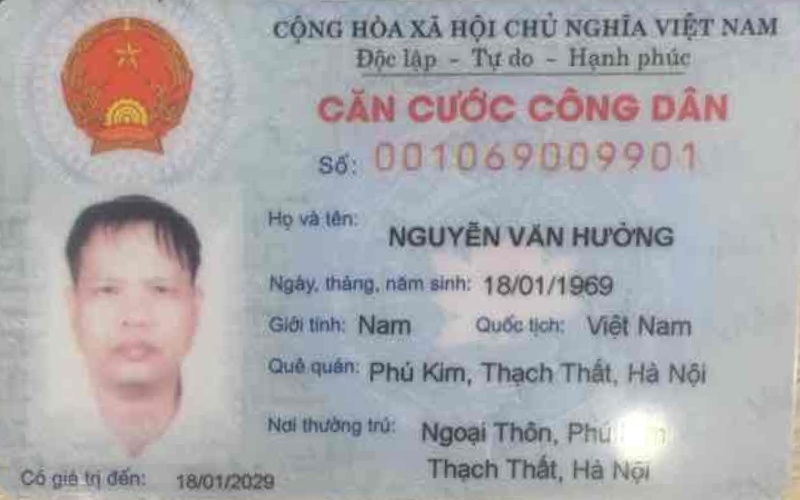 CỘNG HÒA XÃ HỘI CHỦ NGHĨA VIỆT NAM
Độc lập - Tự do - Hạnh phúc
CĂN CƯỚC CÔNG DÂN
Số: 001069009901
Họ và tên: NGUYỄN VĂN HƯỜNG
Ngày, tháng, năm sinh: 18/01/1969
Giới tính: Nam Quốc tịch: Việt Nam
Quê quán: Phú Kim, Thạch Thất, Hà Nội
Nơi thường trú: Ngoại Thôn, Phú
Thạch Thất, Hà Nội
Có giá trị đến: 18/01/2029